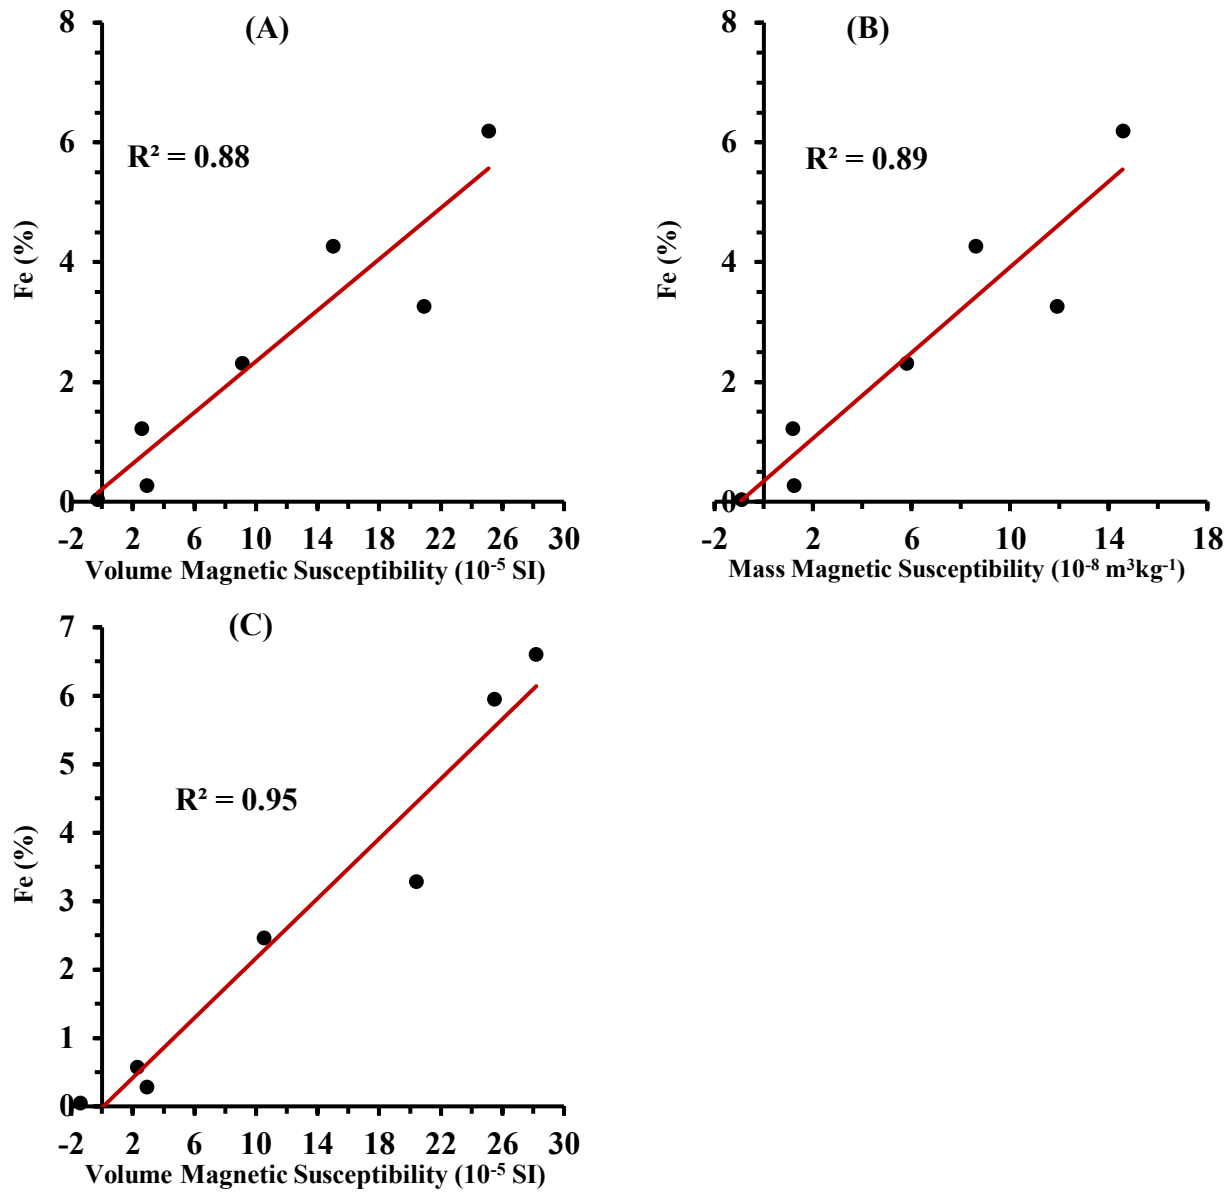 (A)
8
6
4
2
0
Fe (%)
R² = 0.88
-2 2 6 10 14 18 22 26 30
Volume Magnetic Susceptibility (10⁻⁵ SI)
(B)
8
6
4
2
0
Fe (%)
R² = 0.89
-2 2 6 10 14 18
Mass Magnetic Susceptibility (10⁻⁸ m³kg⁻¹)
(C)
7
6
5
4
3
2
1
0
Fe (%)
R² = 0.95
-2 2 6 10 14 18 22 26 30
Volume Magnetic Susceptibility (10⁻⁵ SI)